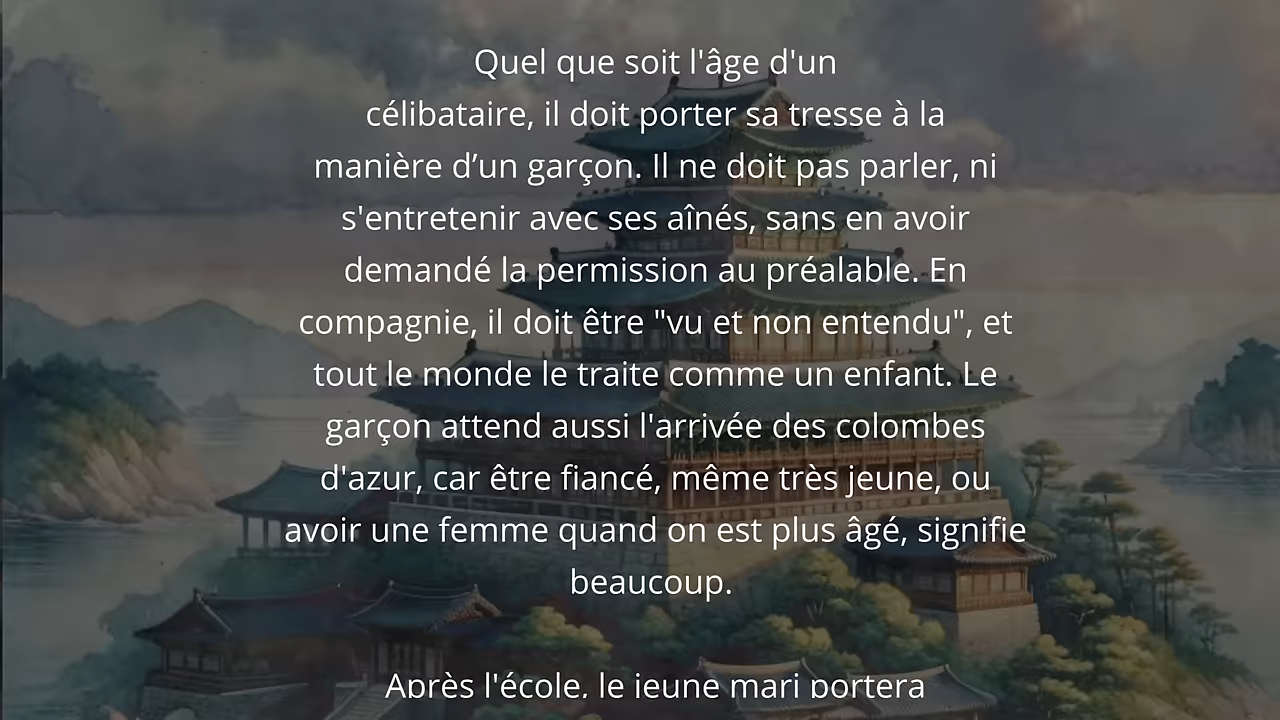 Quel que soit l'âge d'un
célibataire, il doit porter sa tresse à la
manière d’un garçon. Il ne doit pas parler, ni
s'entretenir avec ses aînés, sans en avoir
demandé la permission au préalable. En
compagnie, il doit être "vu et non entendu", et
tout le monde le traite comme un enfant. Le
garçon attend aussi l'arrivée des colombes
d'azur, car être fiancé, même très jeune, ou
avoir une femme quand on est plus âgé, signifie
beaucoup.
Après l'école, le jeune mari portera